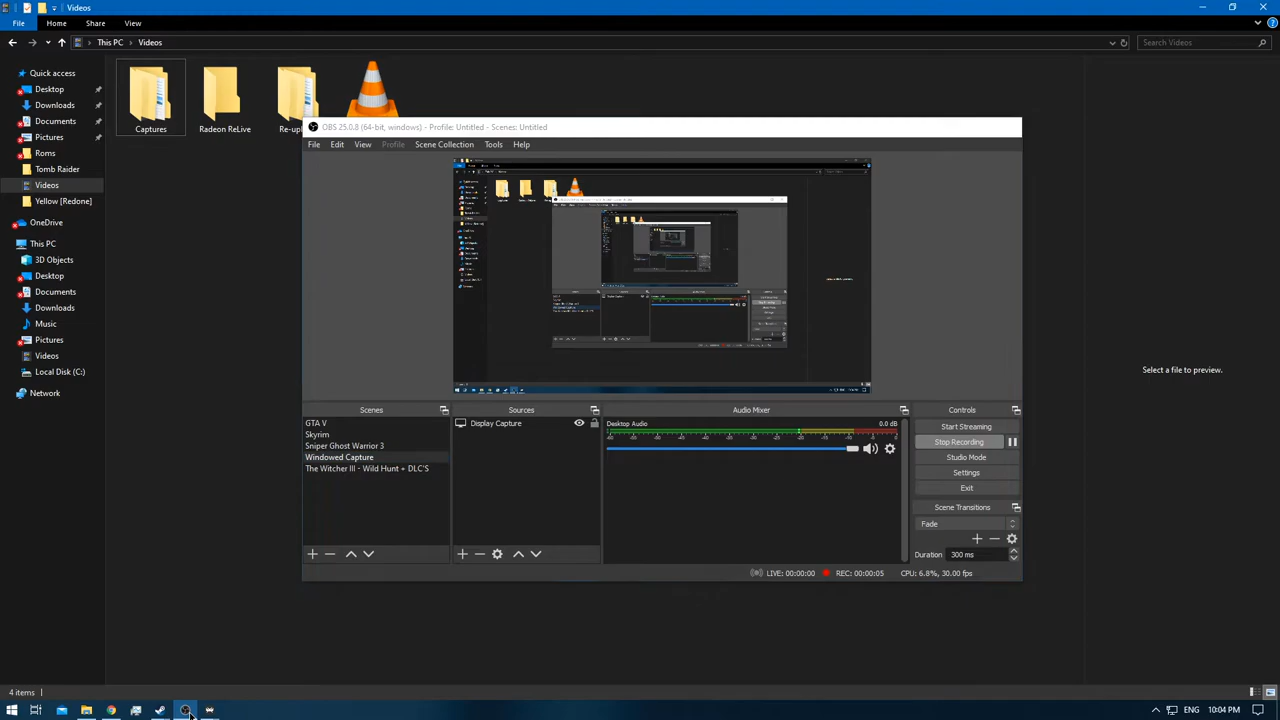 Videos
File
Home
Share
View
This PC
Videos
Search Videos
Quick access
Desktop
Downloads
Documents
Pictures
Roms
Tomb Raider
Videos
Yellow [Redone]
OneDrive
This PC
3D Objects
Desktop
Documents
Downloads
Music
Pictures
Videos
Local Disk (C:)
Network
Captures
Radeon ReLive
OBS 25.0.8 (64-bit, windows) - Profile: Untitled - Scenes: Untitled
File
Edit
View
Profile
Scene Collection
Tools
Help
Select a file to preview.
Scenes
GTA V
Skyrim
Sniper Ghost Warrior 3
Windowed Capture
The Witcher III - Wild Hunt + DLC'S
Sources
Display Capture
Audio Mixer
Desktop Audio
0.0 dB
Controls
Start Streaming
Stop Recording
Studio Mode
Settings
Exit
Scene Transitions
Fade
Duration
300 ms
LIVE: 00:00:00
REC: 00:00:05
CPU: 6.8%, 30.00 fps
4 items
ENG
10:04 PM